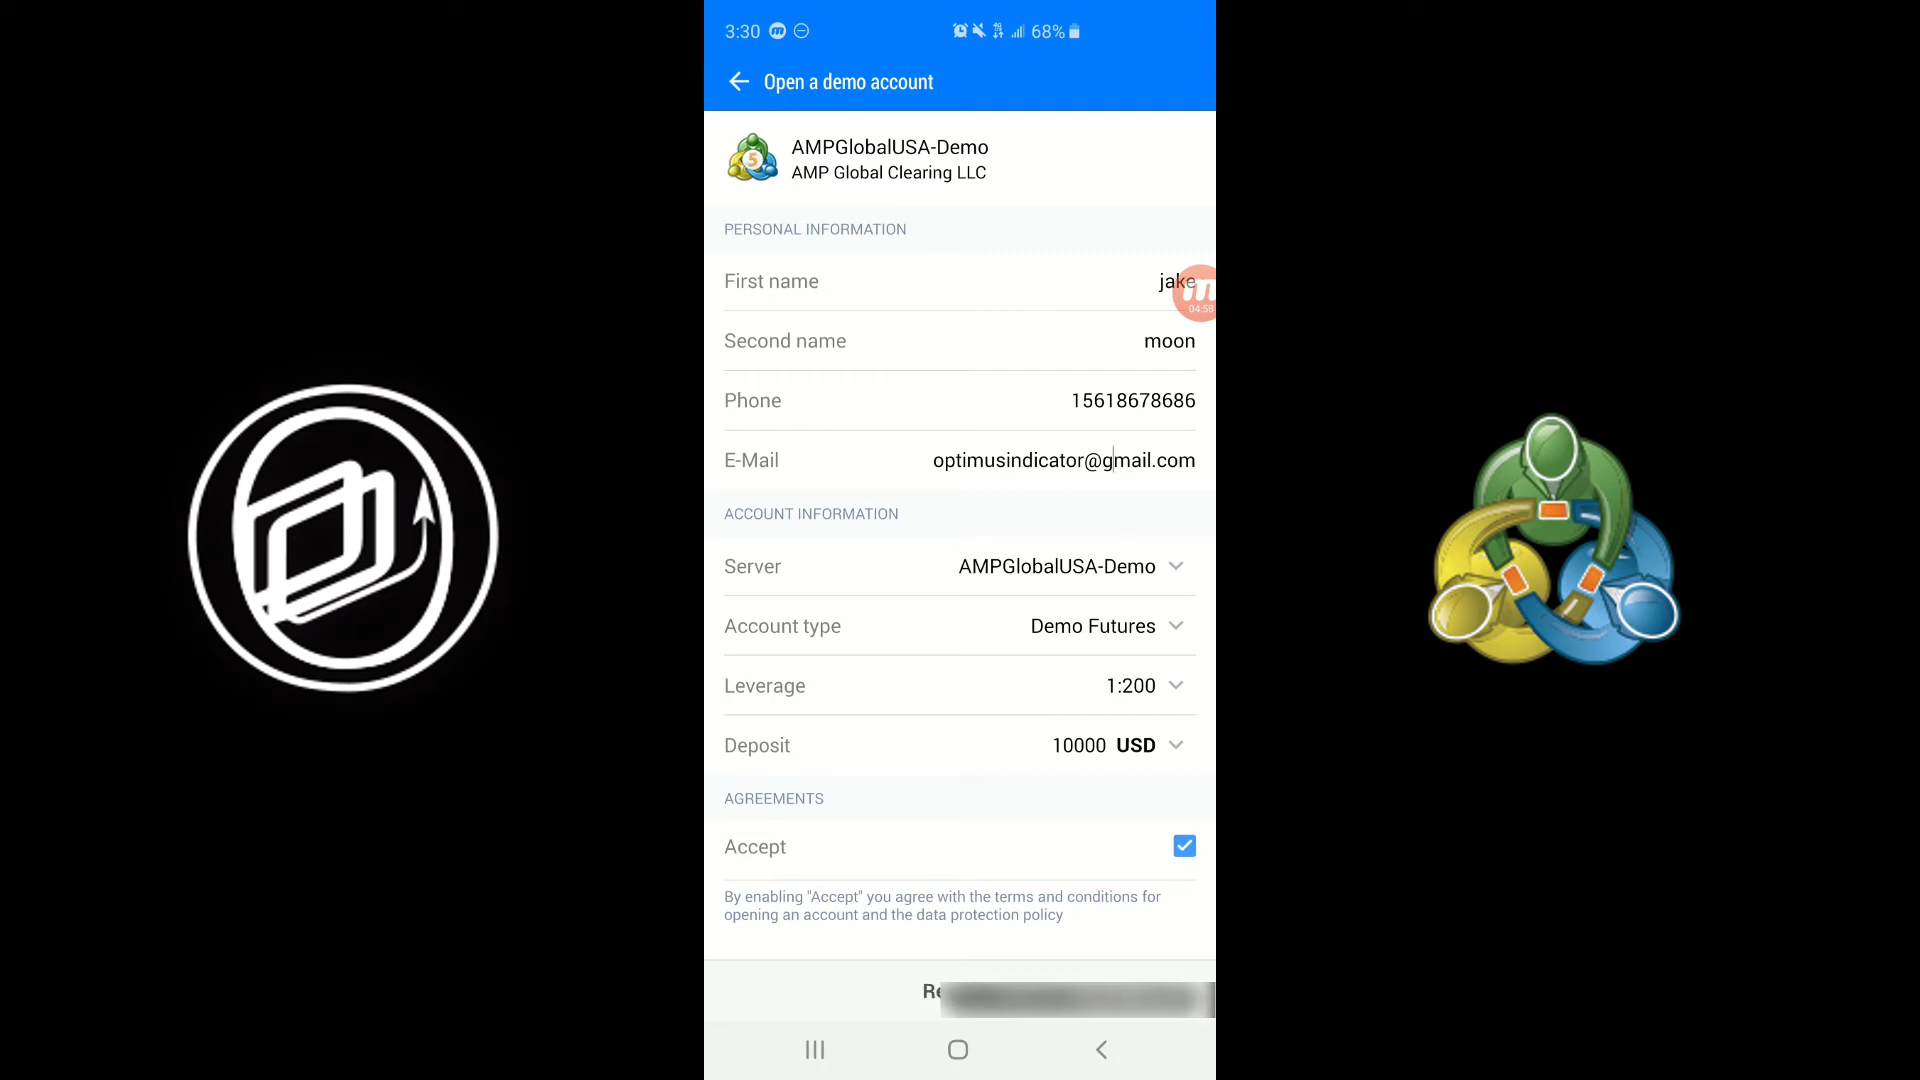 3:30 68%
Open a demo account
5
AMPGlobalUSA-Demo
AMP Global Clearing LLC
PERSONAL INFORMATION
First name jake
04:58
Second name moon
Phone 15618678686
E-Mail optimusindicator@gmail.com
ACCOUNT INFORMATION
Server AMPGlobalUSA-Demo
Account type Demo Futures
Leverage 1:200
Deposit 10000 USD
AGREEMENTS
Accept
By enabling "Accept" you agree with the terms and conditions for
opening an account and the data protection policy